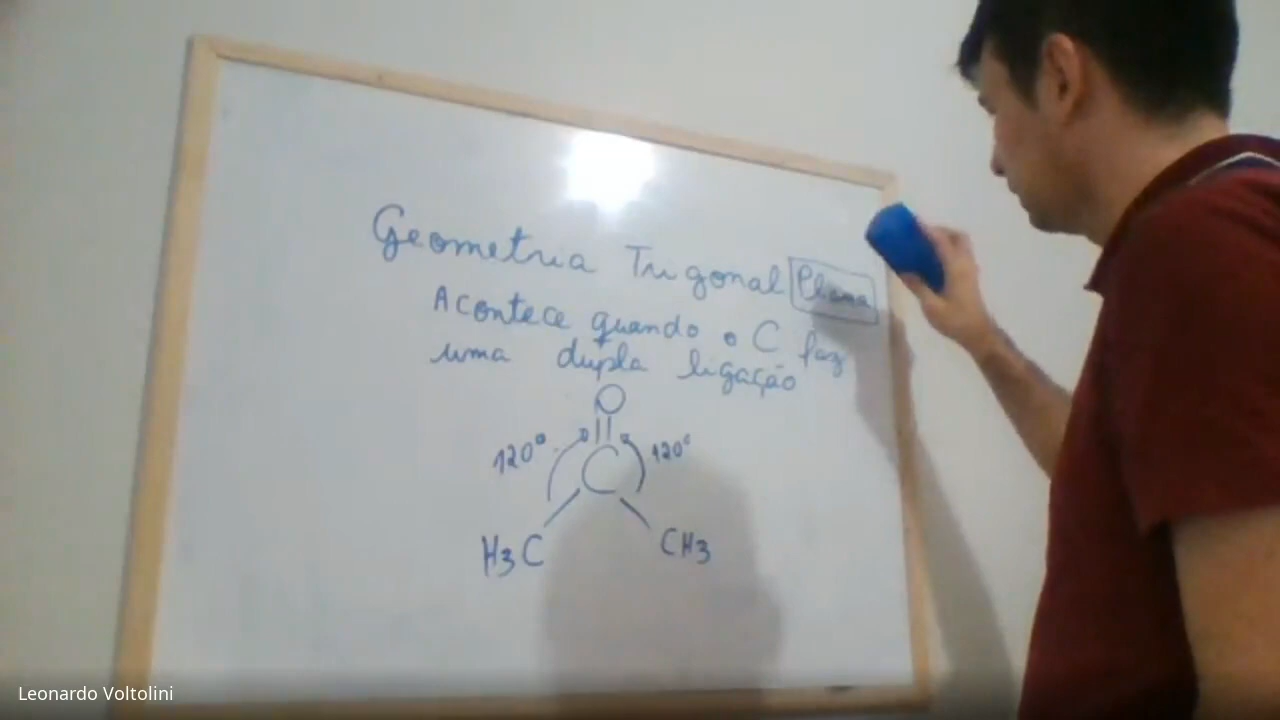 Geometria Trigonal Plana
Acontece quando o C faz
uma dupla ligação
O
120° 120°
C
H3C CH3
Leonardo Voltolini